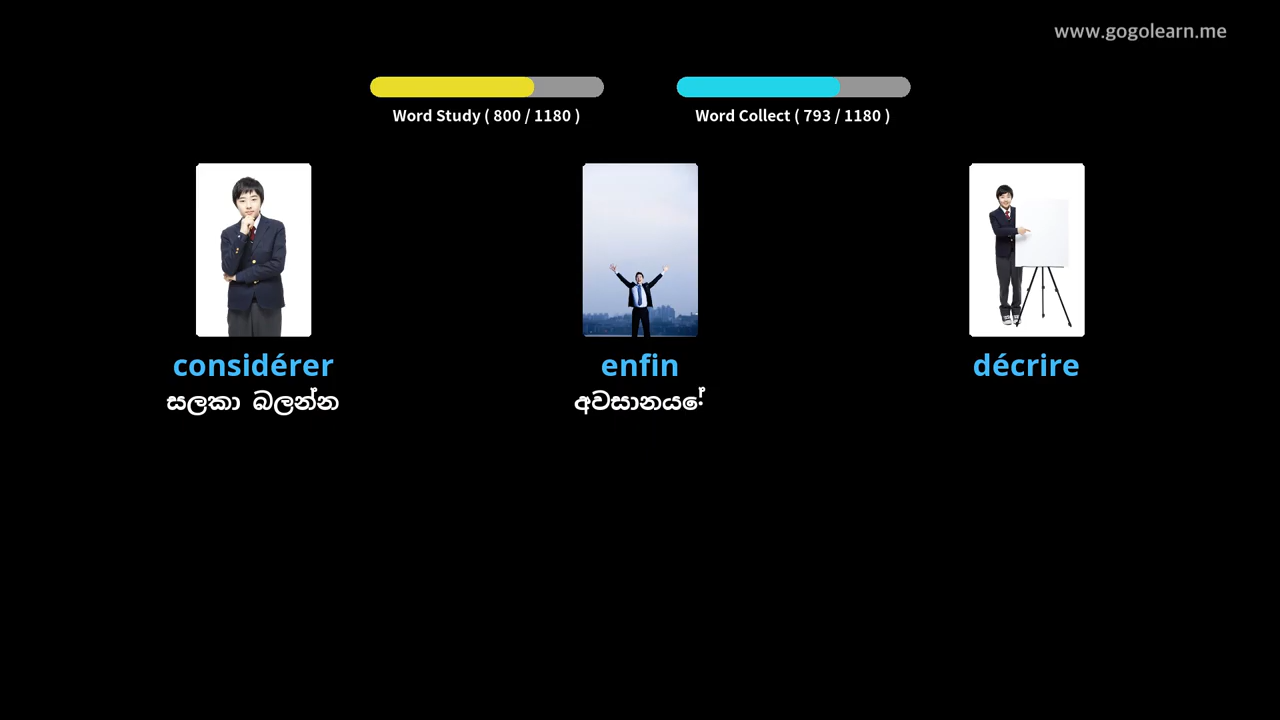 www.gogolearn.me
Word Study ( 800 / 1180 )
Word Collect ( 793 / 1180 )
considérer
සලකා බලන්න
enfin
අවසානයේ
décrire